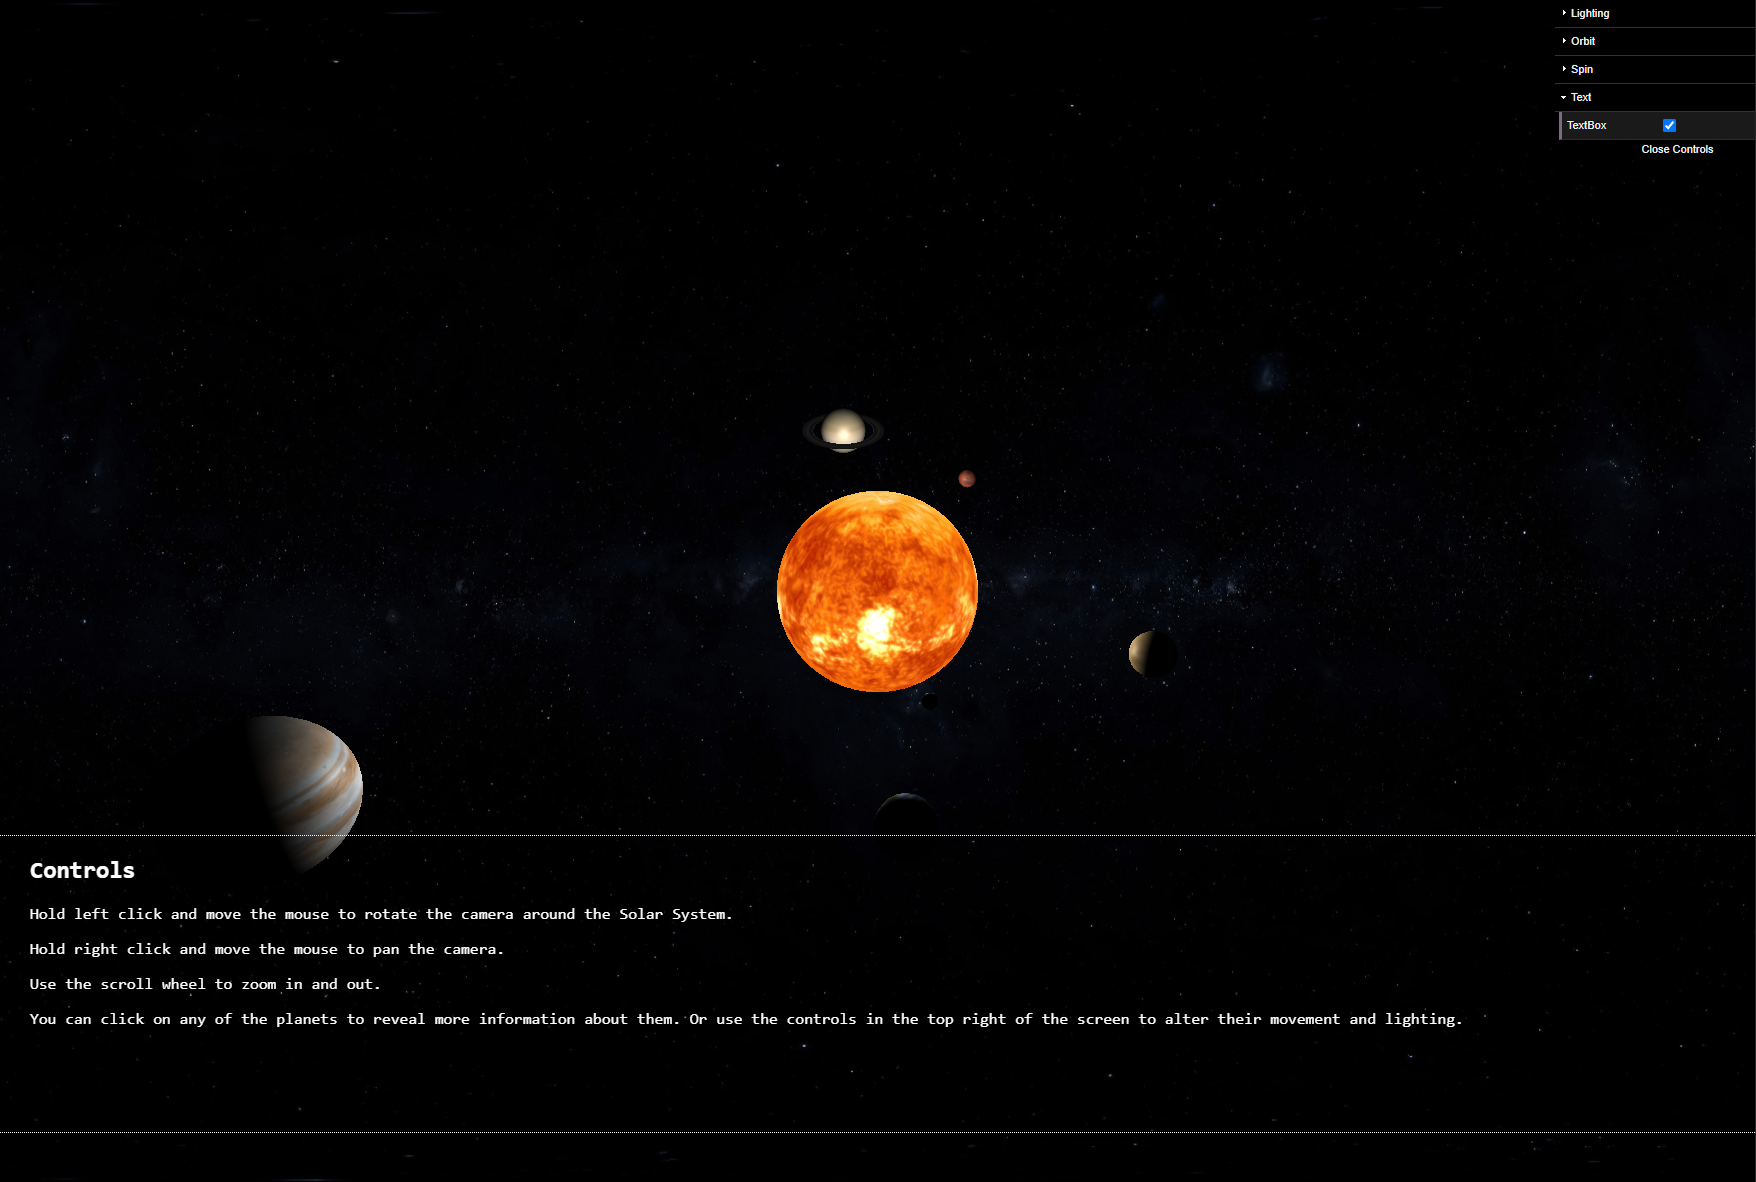 Lighting
Orbit
Spin
Text
TextBox
Close Controls
Controls
Hold left click and move the mouse to rotate the camera around the Solar System.
Hold right click and move the mouse to pan the camera.
Use the scroll wheel to zoom in and out.
You can click on any of the planets to reveal more information about them. Or use the controls in the top right of the screen to alter their movement and lighting.